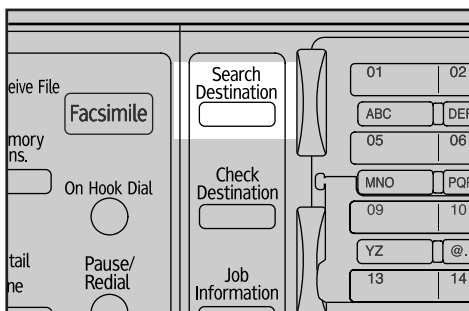 eive File
Facsimile
mory
ns.
On Hook Dial
tail
ne
Pause/
Redial
Search
Destination
Check
Destination
Job
Information
01
02
ABC
DEF
05
06
MNO
PQR
09
10
YZ
@.
13
14